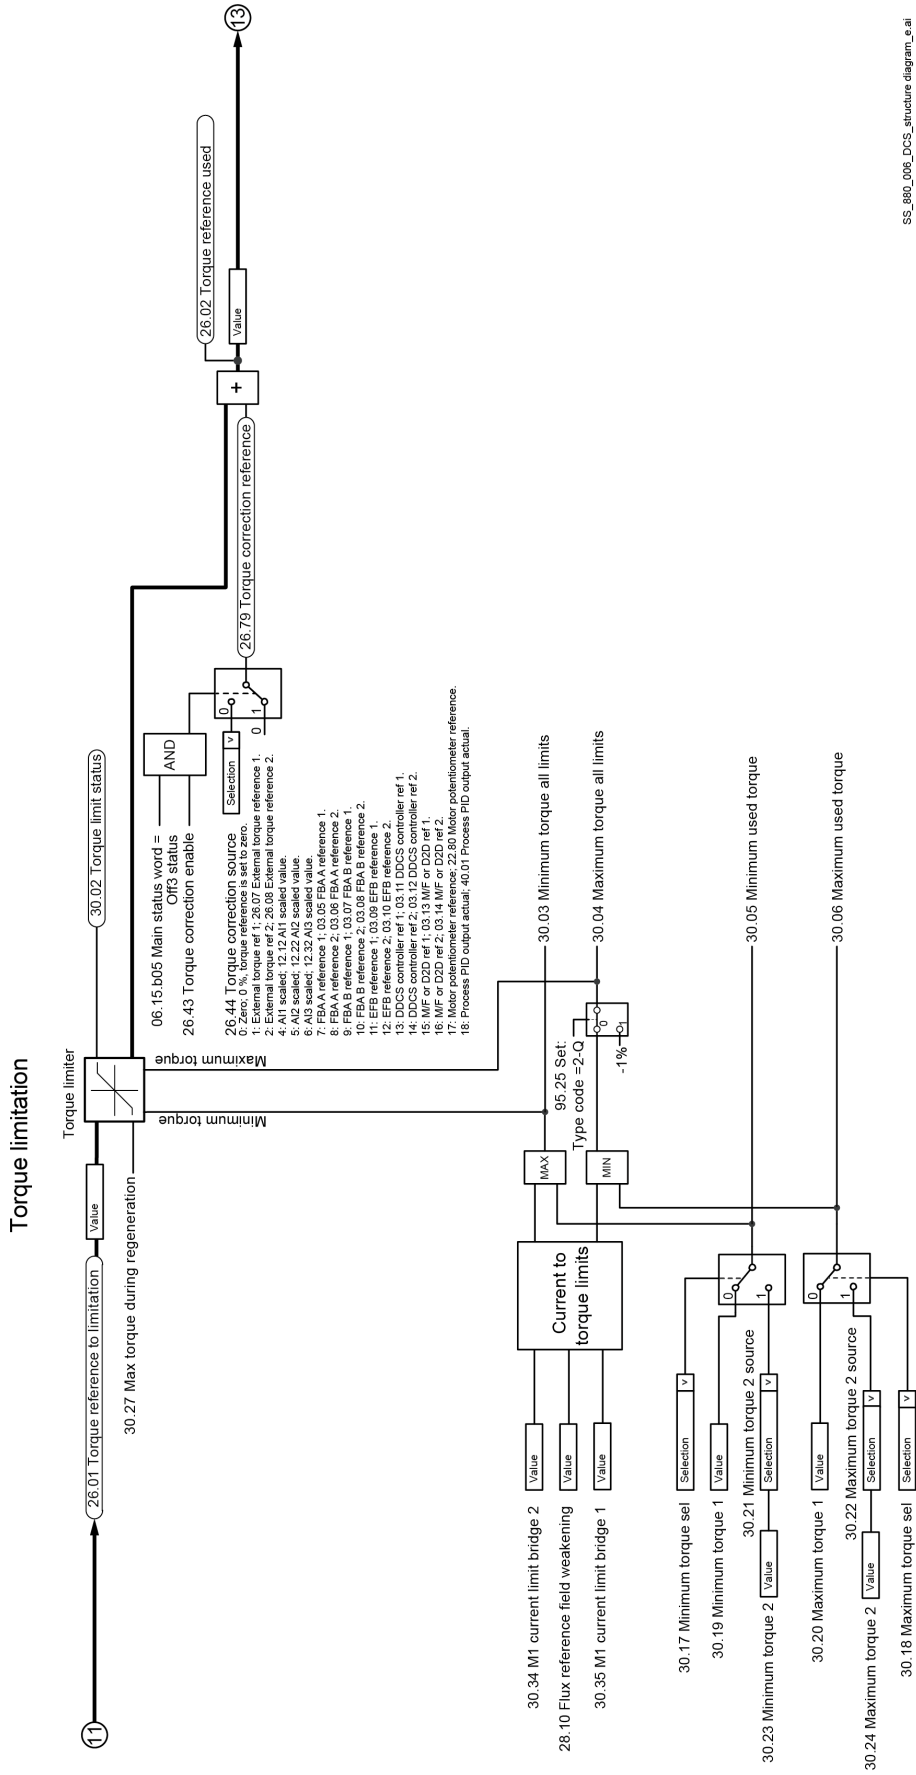 Torque limitation
11
26.01 Torque reference to limitation
Value
30.27 Max torque during regeneration
Torque limiter
30.02 Torque limit status
Minimum torque
Maximum torque
06.15.b05 Main status word =
Off3 status
26.43 Torque correction enable
AND
26.44 Torque correction source
Selection
v
0
1
0
0: Zero; 0 %, torque reference is set to zero.
1: External torque ref 1; 26.07 External torque reference 1.
2: External torque ref 2; 26.08 External torque reference 2.
4: AI1 scaled; 12.12 AI1 scaled value.
5: AI2 scaled; 12.22 AI2 scaled value.
6: AI3 scaled; 12.32 AI3 scaled value.
7: FBA A reference 1; 03.05 FBA A reference 1.
8: FBA A reference 2; 03.06 FBA A reference 2.
9: FBA B reference 1; 03.07 FBA B reference 1.
10: FBA B reference 2; 03.08 FBA B reference 2.
11: EFB reference 1; 03.09 EFB reference 1.
12: EFB reference 2; 03.10 EFB reference 2.
13: DDCS controller ref 1; 03.11 DDCS controller ref 1.
14: DDCS controller ref 2; 03.12 DDCS controller ref 2.
15: M/F or D2D ref 1; 03.13 M/F or D2D ref 1.
16: M/F or D2D ref 2; 03.14 M/F or D2D ref 2.
17: Motor potentiometer reference; 22.80 Motor potentiometer reference.
18: Process PID output actual; 40.01 Process PID output actual.
26.79 Torque correction reference
+
26.02 Torque reference used
Value
13
30.34 M1 current limit bridge 2
Value
28.10 Flux reference field weakening
Value
30.35 M1 current limit bridge 1
Value
Current to
torque limits
MAX
MIN
95.25 Set:
Type code =2-Q
0
1
-1%
30.03 Minimum torque all limits
30.04 Maximum torque all limits
30.17 Minimum torque sel
Selection
v
30.19 Minimum torque 1
Value
30.21 Minimum torque 2 source
30.23 Minimum torque 2
Value
Selection
v
0
1
30.05 Minimum used torque
30.20 Maximum torque 1
Value
30.22 Maximum torque 2 source
30.24 Maximum torque 2
Value
Selection
v
30.18 Maximum torque sel
Selection
v
0
1
30.06 Maximum used torque
SS_880_006_DCS_structure diagram_e.ai